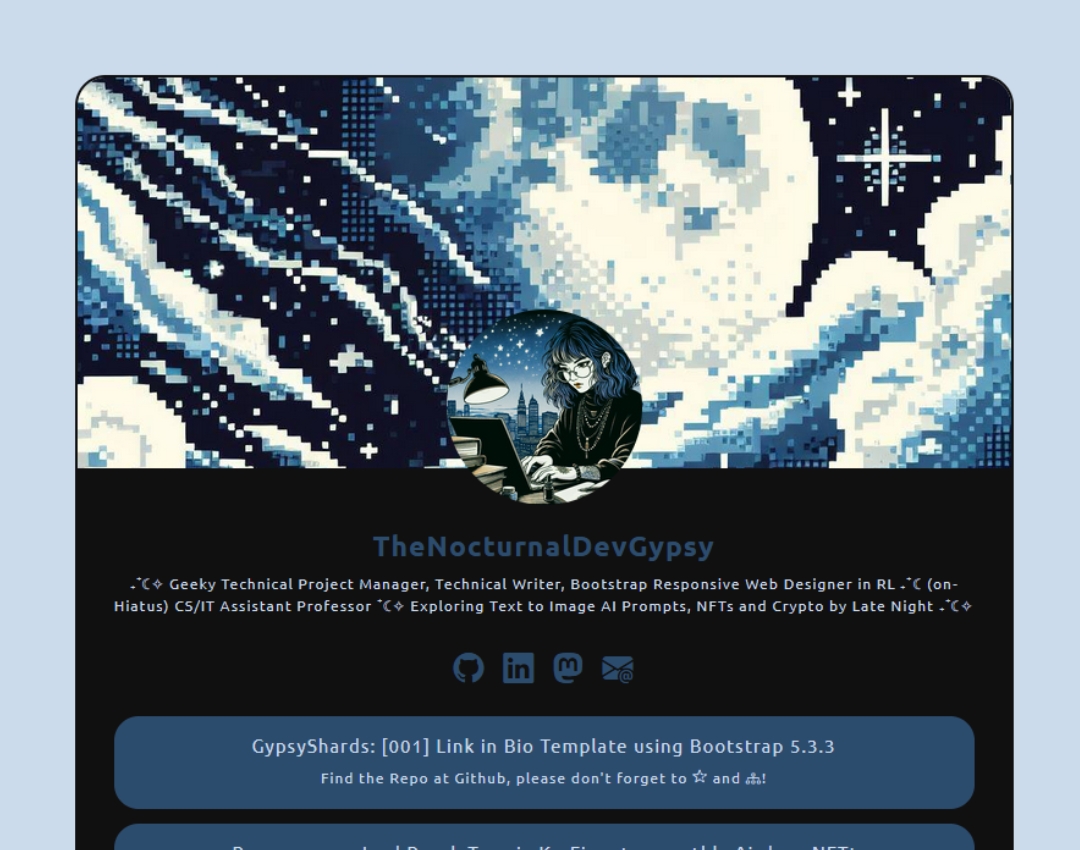 TheNocturnalDevGypsy
₊˚☾✧ Geeky Technical Project Manager, Technical Writer, Bootstrap Responsive Web Designer in RL ₊˚☾ (on-
Hiatus) CS/IT Assistant Professor ˚☾✧ Exploring Text to Image AI Prompts, NFTs and Crypto by Late Night ₊˚☾✧
in m @
GypsyShards: [001] Link in Bio Template using Bootstrap 5.3.3
Find the Repo at Github, please don't forget to ☆ and !